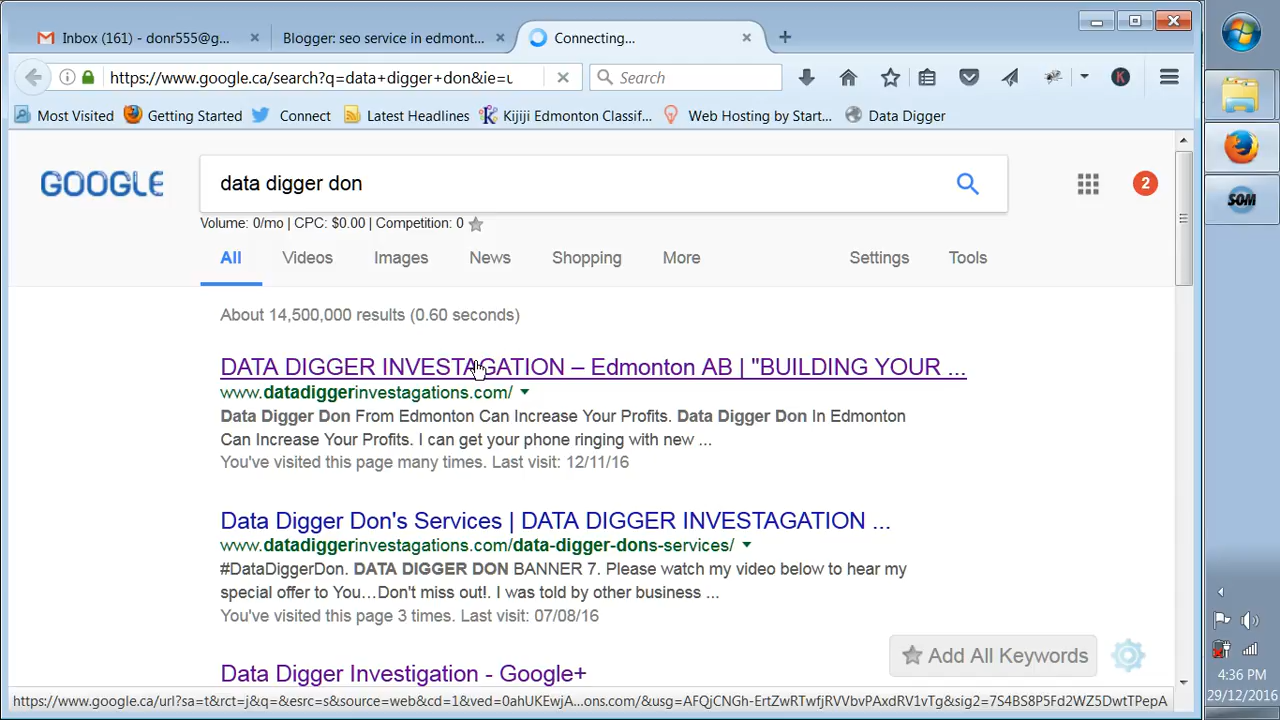 Inbox (161) - donr555@g...
Blogger: seo service in edmont...
Connecting...
https://www.google.ca/search?q=data+digger+don&ie=u
Search
K
Most Visited
Getting Started
Connect
Latest Headlines
Kijiji Edmonton Classif...
Web Hosting by Start...
Data Digger
GOOGLE
data digger don
2
Volume: 0/mo | CPC: $0.00 | Competition: 0
All
Videos
Images
News
Shopping
More
Settings
Tools
About 14,500,000 results (0.60 seconds)
DATA DIGGER INVESTAGATION – Edmonton AB | "BUILDING YOUR ...
www.datadiggerinvestagations.com/
Data Digger Don From Edmonton Can Increase Your Profits. Data Digger Don In Edmonton
Can Increase Your Profits. I can get your phone ringing with new ...
You've visited this page many times. Last visit: 12/11/16
Data Digger Don's Services | DATA DIGGER INVESTAGATION ...
www.datadiggerinvestagations.com/data-digger-dons-services/
#DataDiggerDon. DATA DIGGER DON BANNER 7. Please watch my video below to hear my
special offer to You…Don't miss out!. I was told by other business ...
You've visited this page 3 times. Last visit: 07/08/16
Data Digger Investigation - Google+
Add All Keywords
https://www.google.ca/url?sa=t&rct=j&q=&esrc=s&source=web&cd=1&ved=0ahUKEwjA...ons.com/&usg=AFQjCNGh-ErtZwRTwfjRVVbvPAxdRV1vTg&sig2=7S4BS8P5Fd2WZ5DwtTPepA
SOM
4:36 PM
29/12/2016